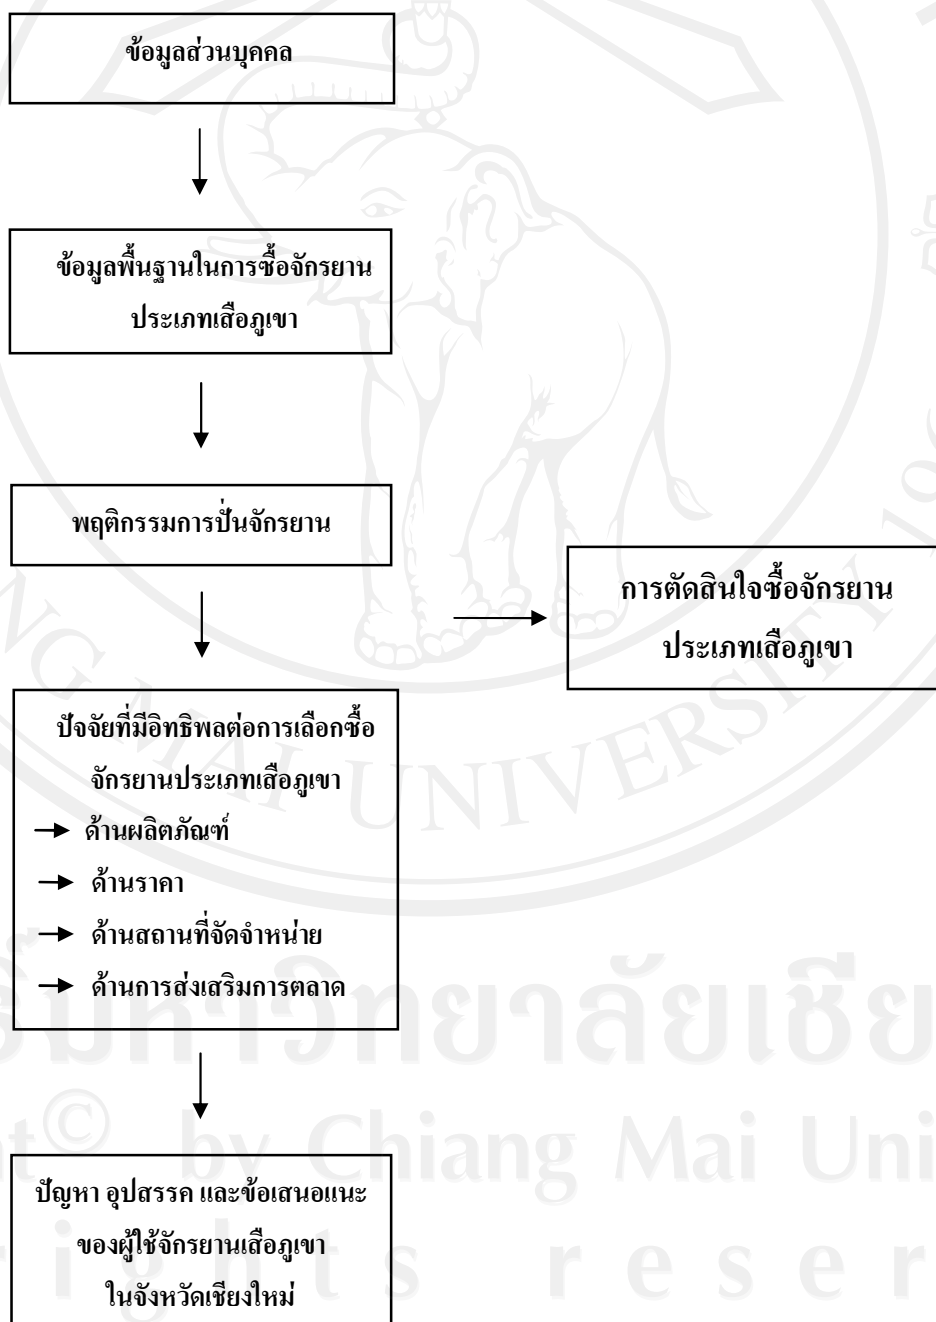 ข้อมูลส่วนบุคคล
ข้อมูลพื้นฐานในการซื้อจักรยาน
ประเภทเสือภูเขา
พฤติกรรมการปั่นจักรยาน
การตัดสินใจซื้อจักรยาน
ประเภทเสือภูเขา
ปัจจัยที่มีอิทธิพลต่อการเลือกซื้อ
จักรยานประเภทเสือภูเขา
ด้านผลิตภัณฑ์
ด้านราคา
ด้านสถานที่จัดจำหน่าย
ด้านการส่งเสริมการตลาด
ปัญหา อุปสรรค และข้อเสนอแนะ
ของผู้ใช้จักรยานเสือภูเขา
ในจังหวัดเชียงใหม่
MAI UNIVERSITY
by Chiang Mai Uni
rights reser